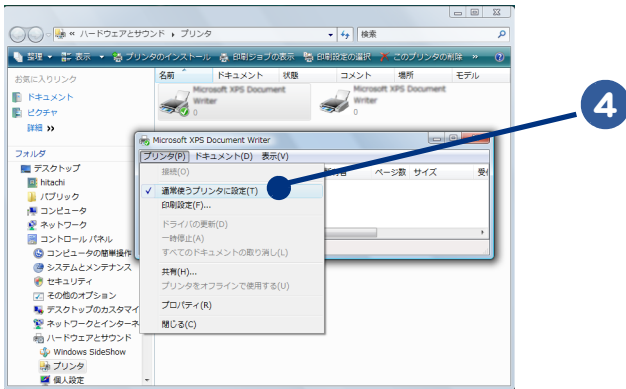 « ハードウェアとサウンド ▸ プリンタ
検索
整理 表示 プリンタのインストール 印刷ジョブの表示 印刷設定の選択 このプリンタの削除 »
お気に入りリンク
ドキュメント
ピクチャ
詳細 »
名前 ドキュメント 状態 コメント 場所 モデル
Microsoft XPS Document Writer
0
Microsoft XPS Document Writer
0
4
フォルダ
デスクトップ
hitachi
パブリック
コンピュータ
ネットワーク
コントロール パネル
コンピュータの簡単操作
システムとメンテナンス
セキュリティ
その他のオプション
デスクトップのカスタマイ
ネットワークとインターネ
ハードウェアとサウンド
Windows SideShow
プリンタ
個人設定
Microsoft XPS Document Writer
プリンタ(P) ドキュメント(D) 表示(V)
ページ数 サイズ
接続(O)
✓ 通常使うプリンタに設定(T)
印刷設定(F)...
ドライバの更新(D)
一時停止(A)
すべてのドキュメントの取り消し(L)
共有(H)...
プリンタをオフラインで使用する(U)
プロパティ(R)
閉じる(C)